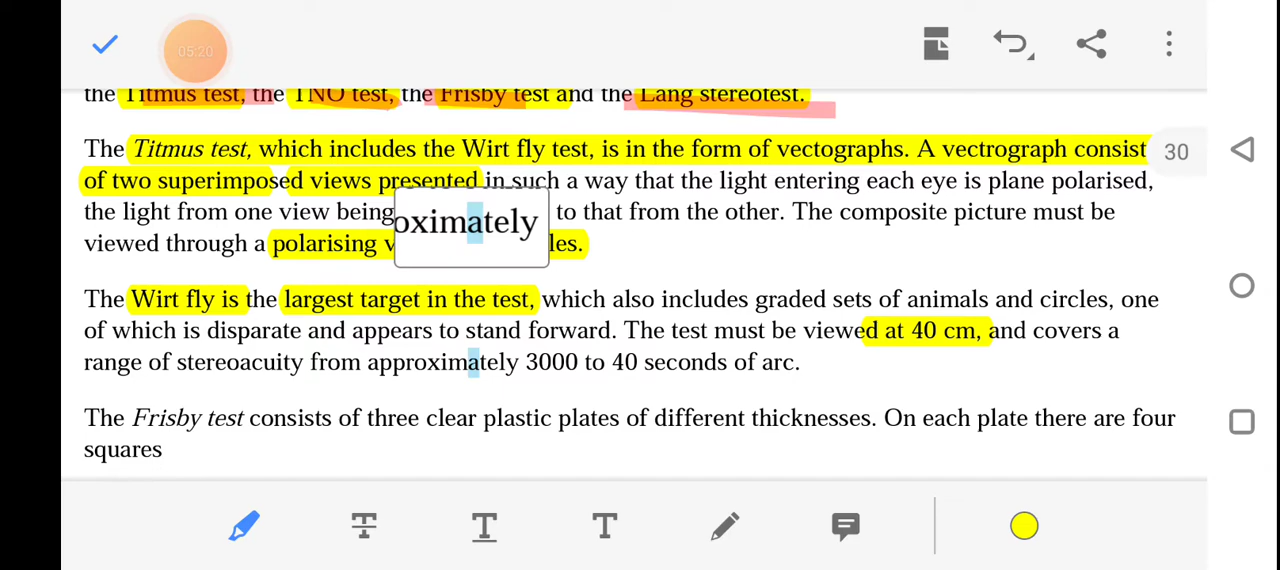 05:20
the Titmus test, the TNO test, the Frisby test and the Lang stereotest.
The Titmus test, which includes the Wirt fly test, is in the form of vectographs. A vectrograph consist
30
of two superimposed views presented in such a way that the light entering each eye is plane polarised,
the light from one view being to that from the other. The composite picture must be
oximately
viewed through a polarising v les.
The Wirt fly is the largest target in the test, which also includes graded sets of animals and circles, one
of which is disparate and appears to stand forward. The test must be viewed at 40 cm, and covers a
range of stereoacuity from approximately 3000 to 40 seconds of arc.
The Frisby test consists of three clear plastic plates of different thicknesses. On each plate there are four
squares